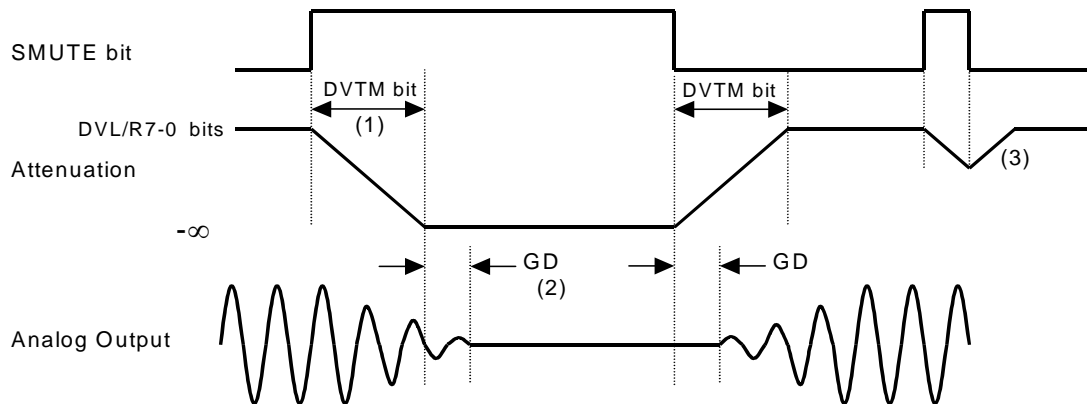 SMUTE bit
DVTM bit
DVTM bit
(1)
DVL/R7-0 bits
(3)
Attenuation
-∞
GD
GD
(2)
Analog Output